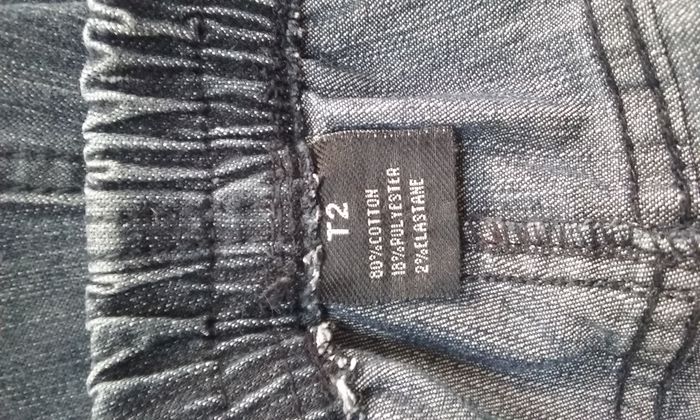 T2
80%COTTON
18%POLYESTER
2%ELASTANE